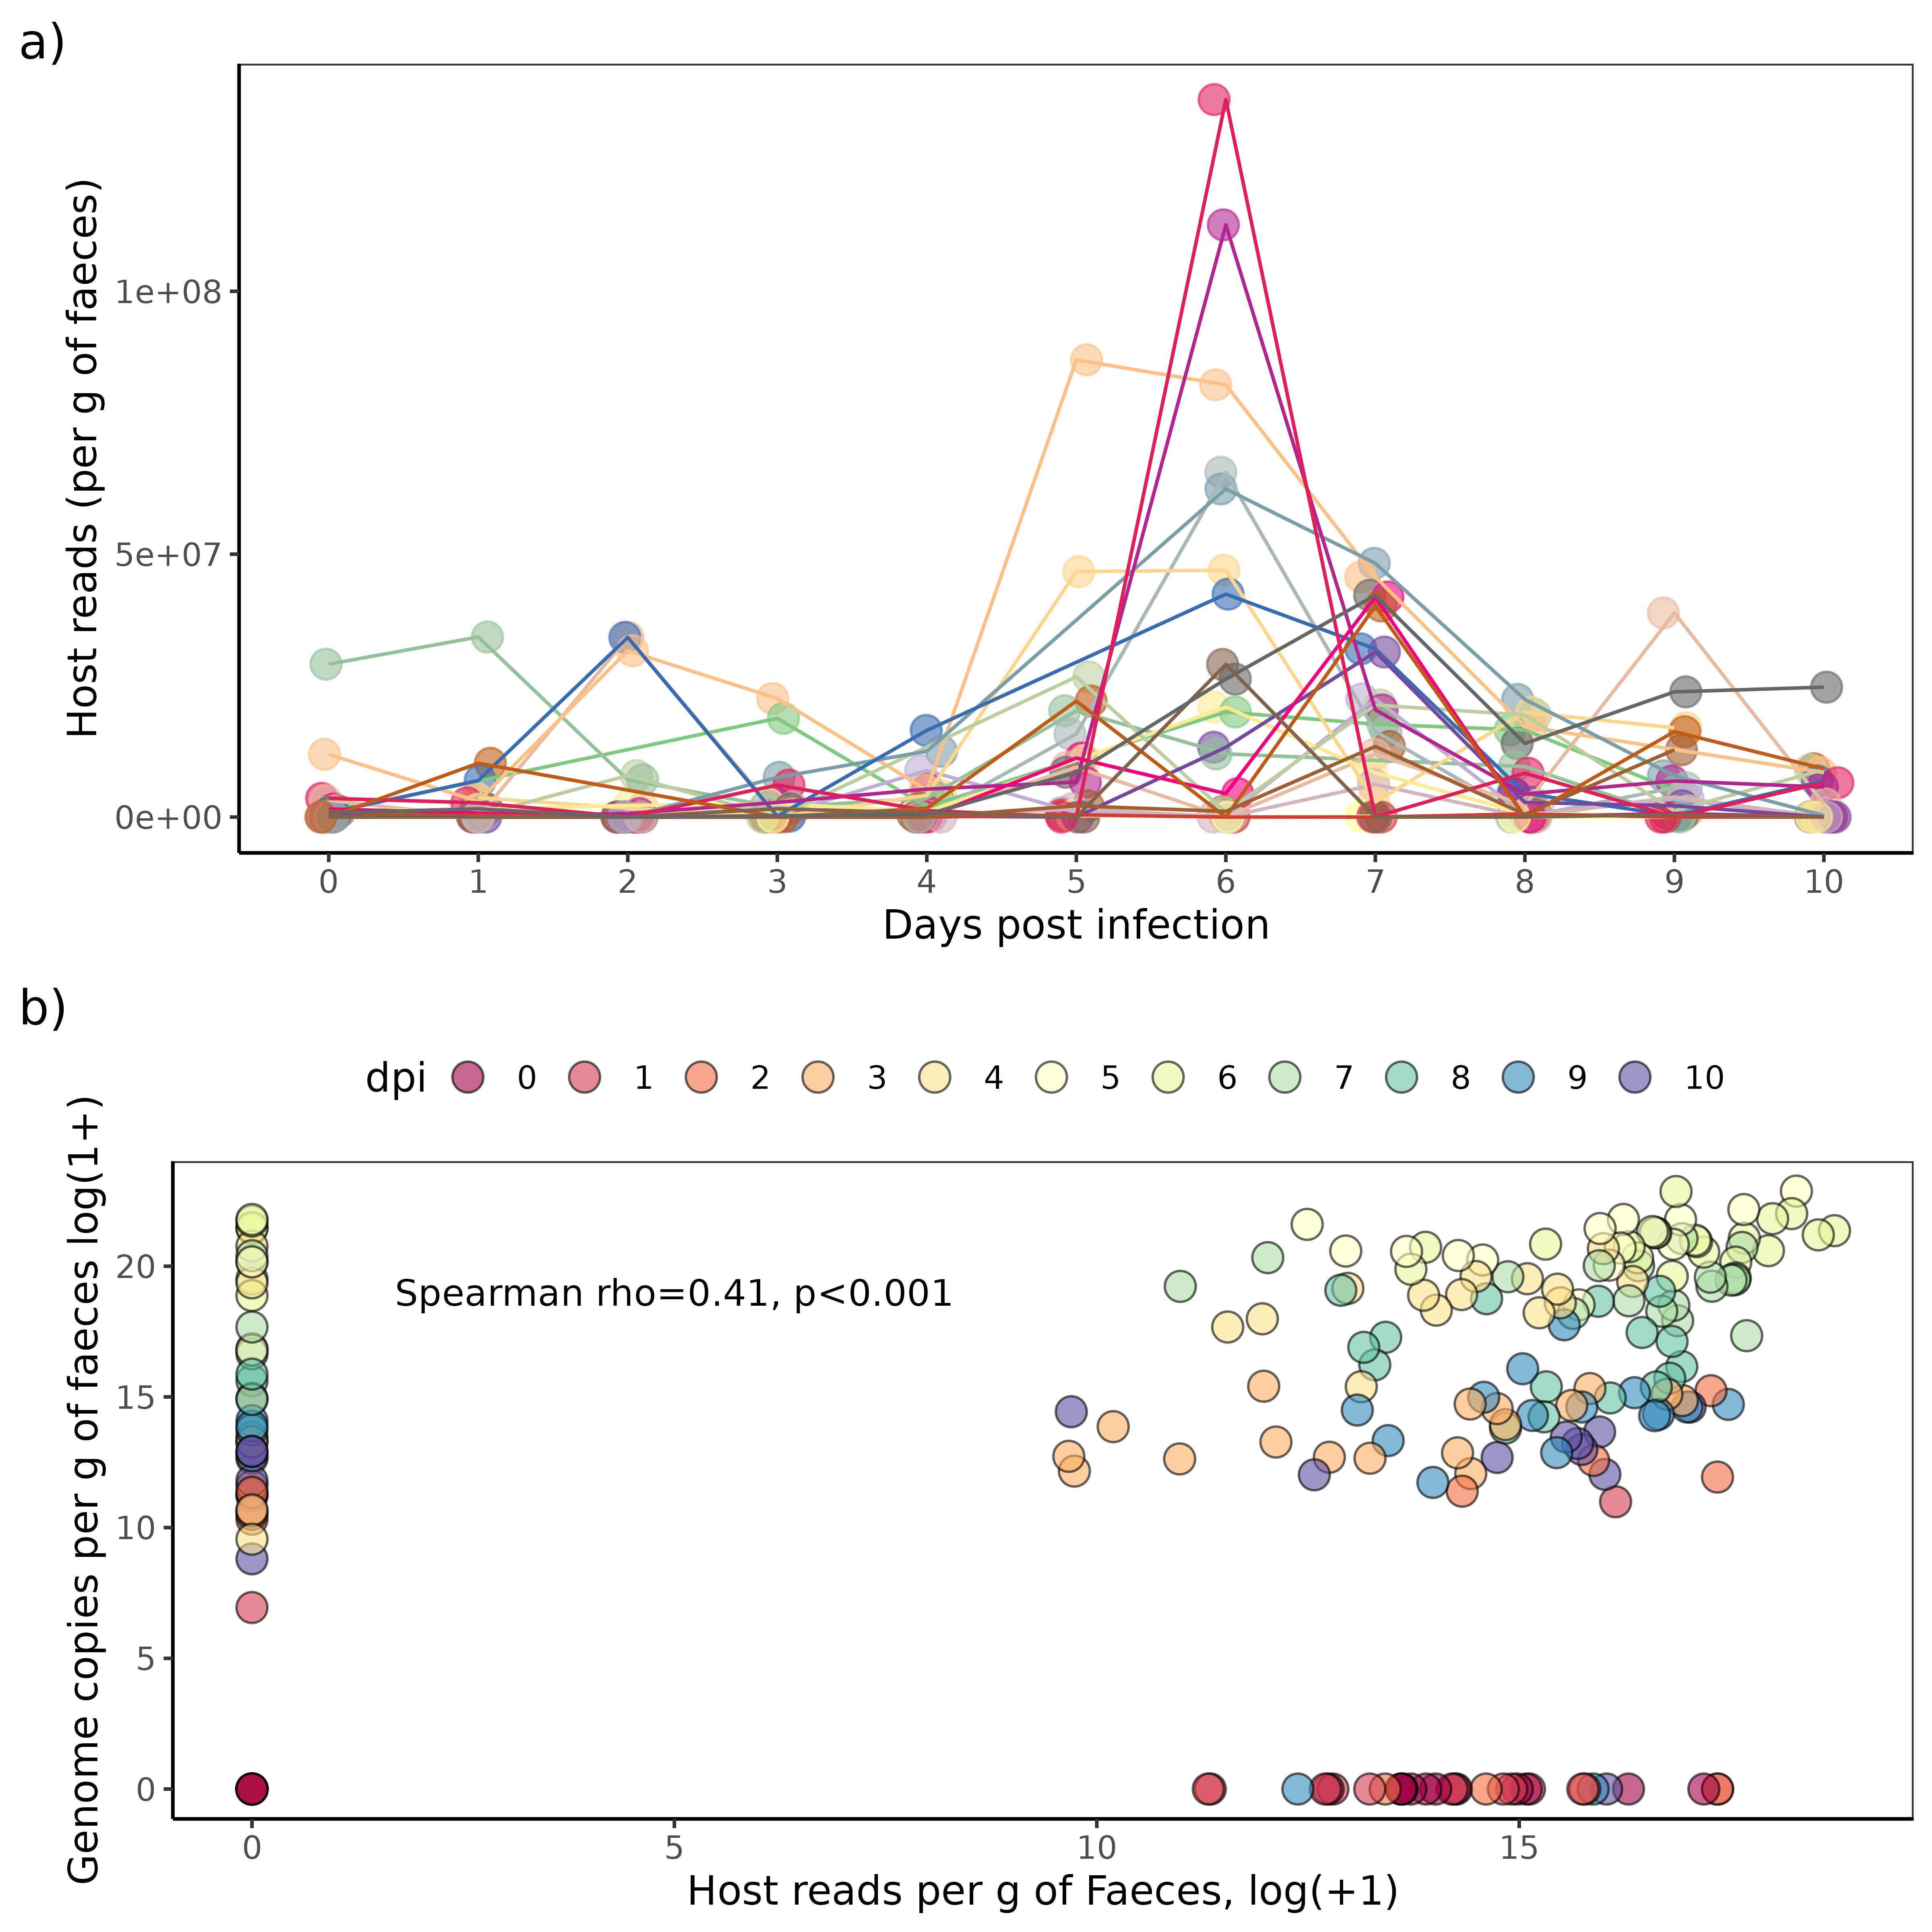 a)
Host reads (per g of faeces)
1e+08
5e+07
0e+00
0 1 2 3 4 5 6 7 8 9 10
Days post infection
b)
dpi 0 1 2 3 4 5 6 7 8 9 10
Genome copies per g of faeces log(1+)
20
15
10
5
0
Spearman rho=0.41, p<0.001
0 5 10 15
Host reads per g of Faeces, log(+1)